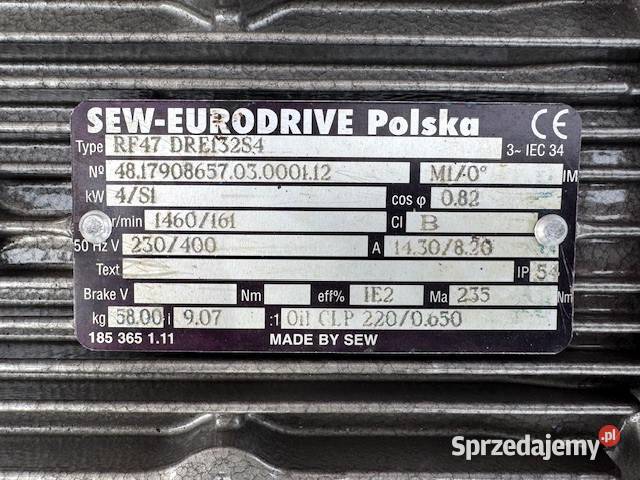 SEW-EURODRIVE Polska CE
Type RF47 DRE132S4 3~ IEC 34
Nº 48.17908657.03.0001.12 M1/-0° IM
kW 4/S1 cos φ 0.82
r/min 1460/161 Cl B
50 Hz V 230/400 A 14.30/8.20
Text IP 54
Brake V Nm eff% IE2 Ma 235 Nm
kg 58.00 i 9.07 :1 Oil CLP 220/0.650
185 365 1.11 MADE BY SEW
Sprzedajemy.pl